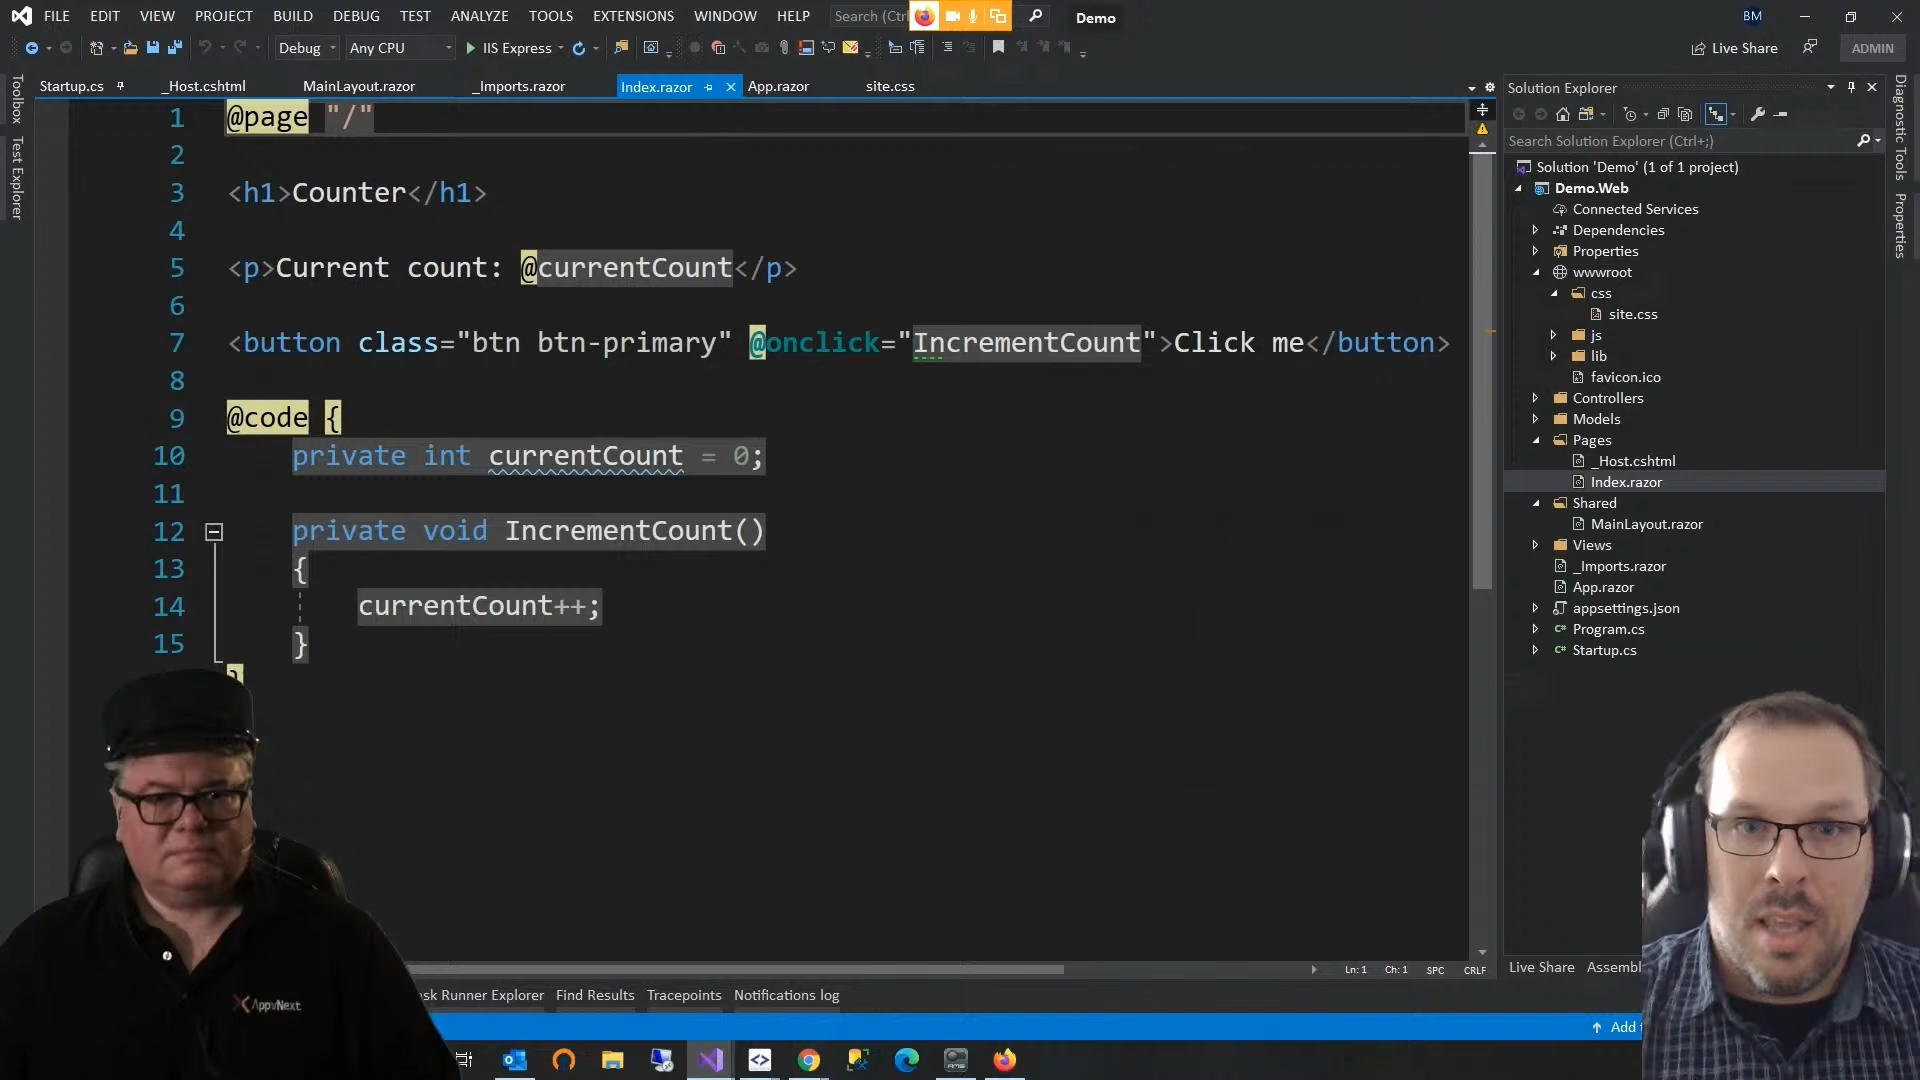 FILE EDIT VIEW PROJECT BUILD DEBUG TEST ANALYZE TOOLS EXTENSIONS WINDOW HELP Search (Ctrl Demo BM
Debug Any CPU IIS Express Live Share ADMIN
Startup.cs _Host.cshtml MainLayout.razor _Imports.razor Index.razor App.razor site.css
Toolbox
Test Explorer
1 @page "/"
2
3 <h1>Counter</h1>
4
5 <p>Current count: @currentCount</p>
6
7 <button class="btn btn-primary" @onclick="IncrementCount">Click me</button>
8
9 @code {
10 private int currentCount = 0;
11
12 private void IncrementCount()
13 {
14 currentCount++;
15 }
}
Ln: 1 Ch: 1 SPC CRLF
Solution Explorer
Search Solution Explorer (Ctrl+;)
Solution 'Demo' (1 of 1 project)
Demo.Web
Connected Services
Dependencies
Properties
wwwroot
css
site.css
js
lib
favicon.ico
Controllers
Models
Pages
_Host.cshtml
Index.razor
Shared
MainLayout.razor
Views
_Imports.razor
App.razor
appsettings.json
C# Program.cs
C# Startup.cs
Live Share Assembl
Diagnostic Tools
Properties
sk Runner Explorer Find Results Tracepoints Notifications log
Add t
AppvNext